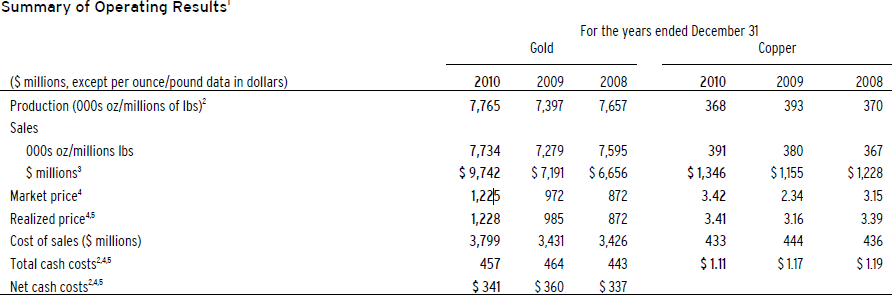 Summary of Operating Results¹
For the years ended December 31
Gold Copper
($ millions, except per ounce/pound data in dollars) 2010 2009 2008 2010 2009 2008
Production (000s oz/millions of lbs)² 7,765 7,397 7,657 368 393 370
Sales
000s oz/millions lbs 7,734 7,279 7,595 391 380 367
$ millions³ $ 9,742 $ 7,191 $ 6,656 $ 1,346 $ 1,155 $ 1,228
Market price⁴ 1,225 972 872 3.42 2.34 3.15
Realized price⁴,⁵ 1,228 985 872 3.41 3.16 3.39
Cost of sales ($ millions) 3,799 3,431 3,426 433 444 436
Total cash costs²,⁴,⁵ 457 464 443 $ 1.11 $ 1.17 $ 1.19
Net cash costs²,⁴,⁵ $ 341 $ 360 $ 337